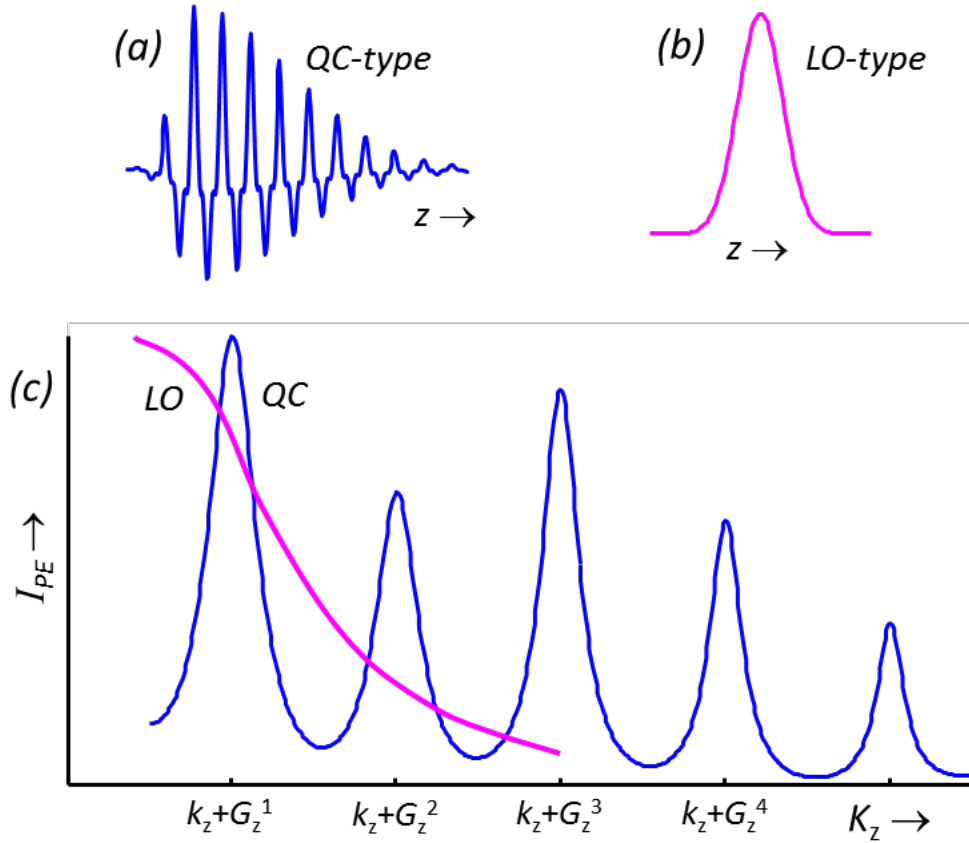 (a)
QC-type
z →
(b)
LO-type
z →
(c)
LO
QC
I_PE →
k_z+G_z^1
k_z+G_z^2
k_z+G_z^3
k_z+G_z^4
K_z →